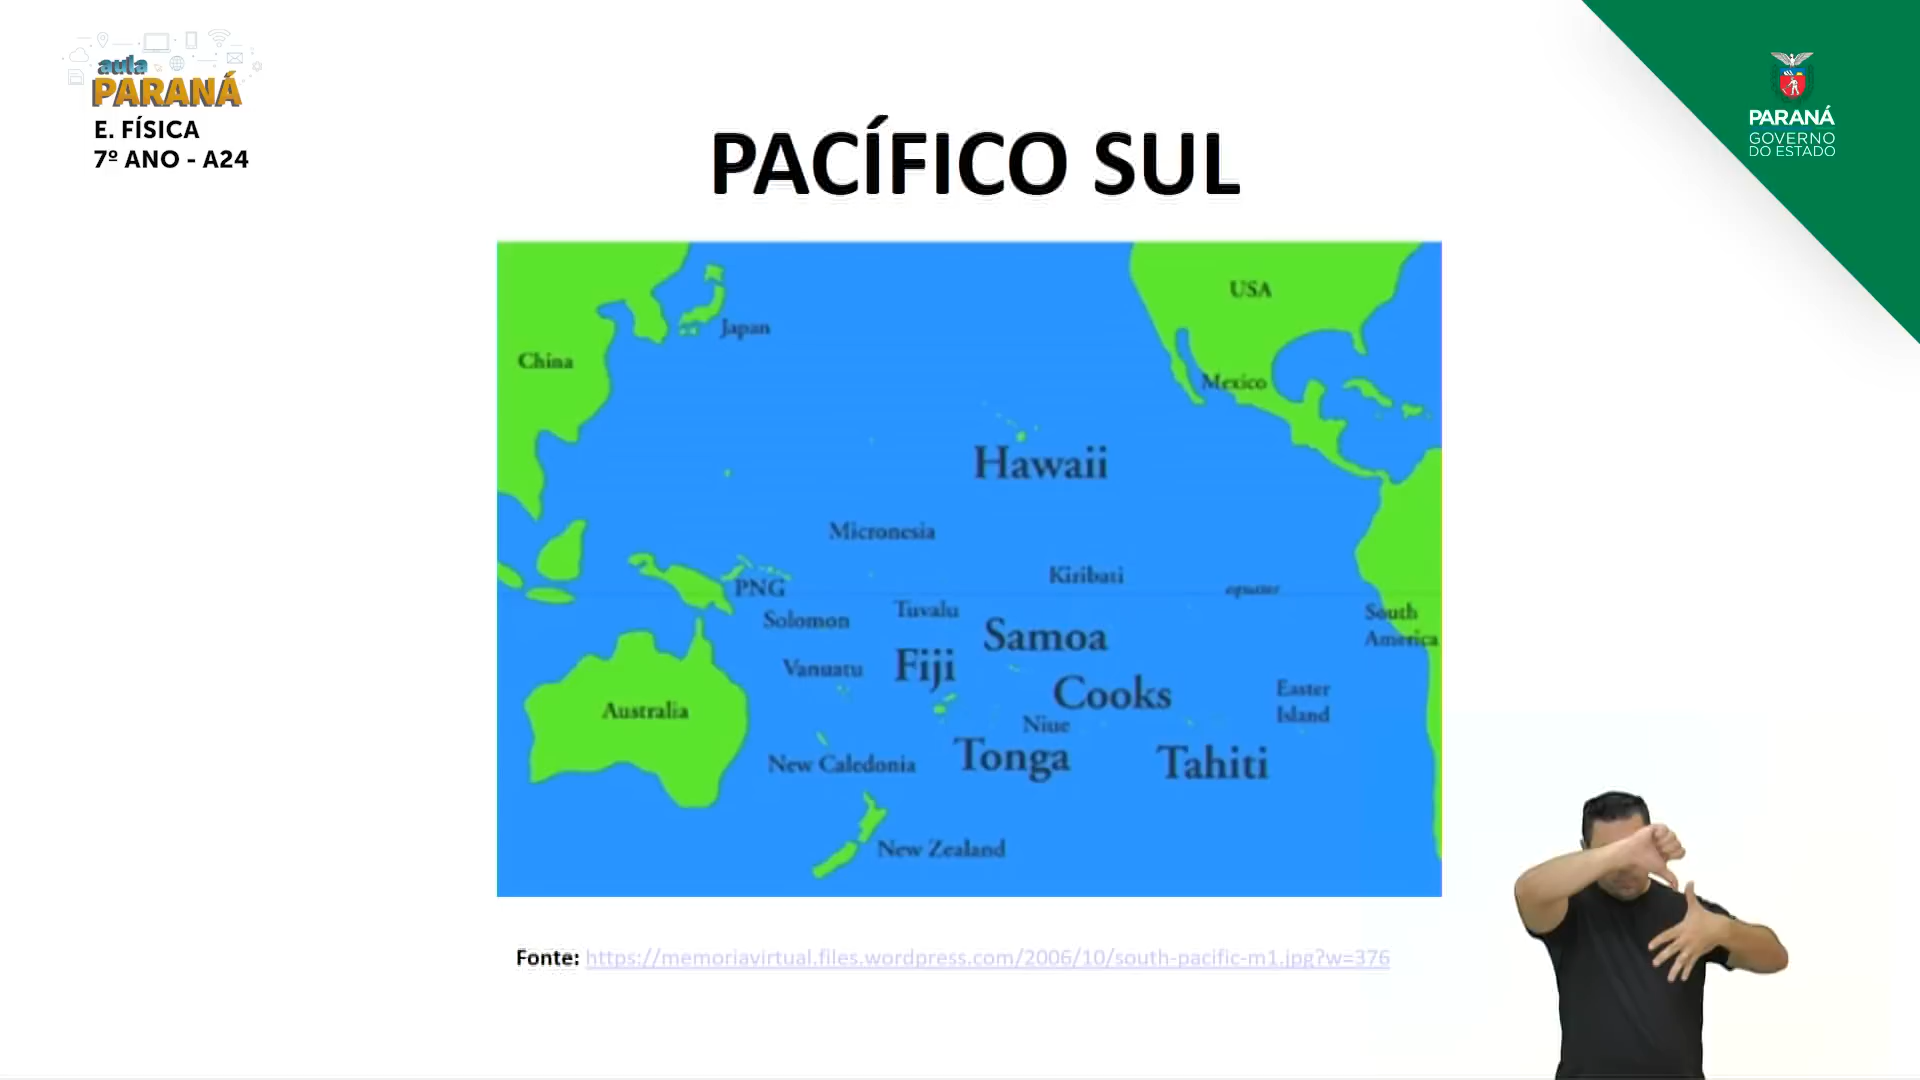 aula
PARANÁ
E. FÍSICA
7º ANO - A24
PARANÁ
GOVERNO
DO ESTADO
PACÍFICO SUL
USA
Japan
China
Mexico
Hawaii
Micronesia
Kiribati
PNG
equator
Tuvalu
Solomon
South
America
Samoa
Vanuatu
Fiji
Cooks
Easter
Island
Australia
Niue
New Caledonia
Tonga
Tahiti
New Zealand
Fonte: https://memoriavirtual.files.wordpress.com/2006/10/south-pacific-m1.jpg?w=376